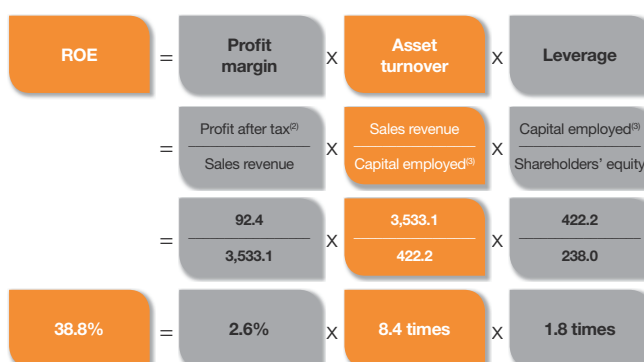 ROE = Profit margin X Asset turnover X Leverage
= Profit after tax(2) / Sales revenue X Sales revenue / Capital employed(3) X Capital employed(3) / Shareholders' equity
= 92.4 / 3,533.1 X 3,533.1 / 422.2 X 422.2 / 238.0
38.8% = 2.6% X 8.4 times X 1.8 times